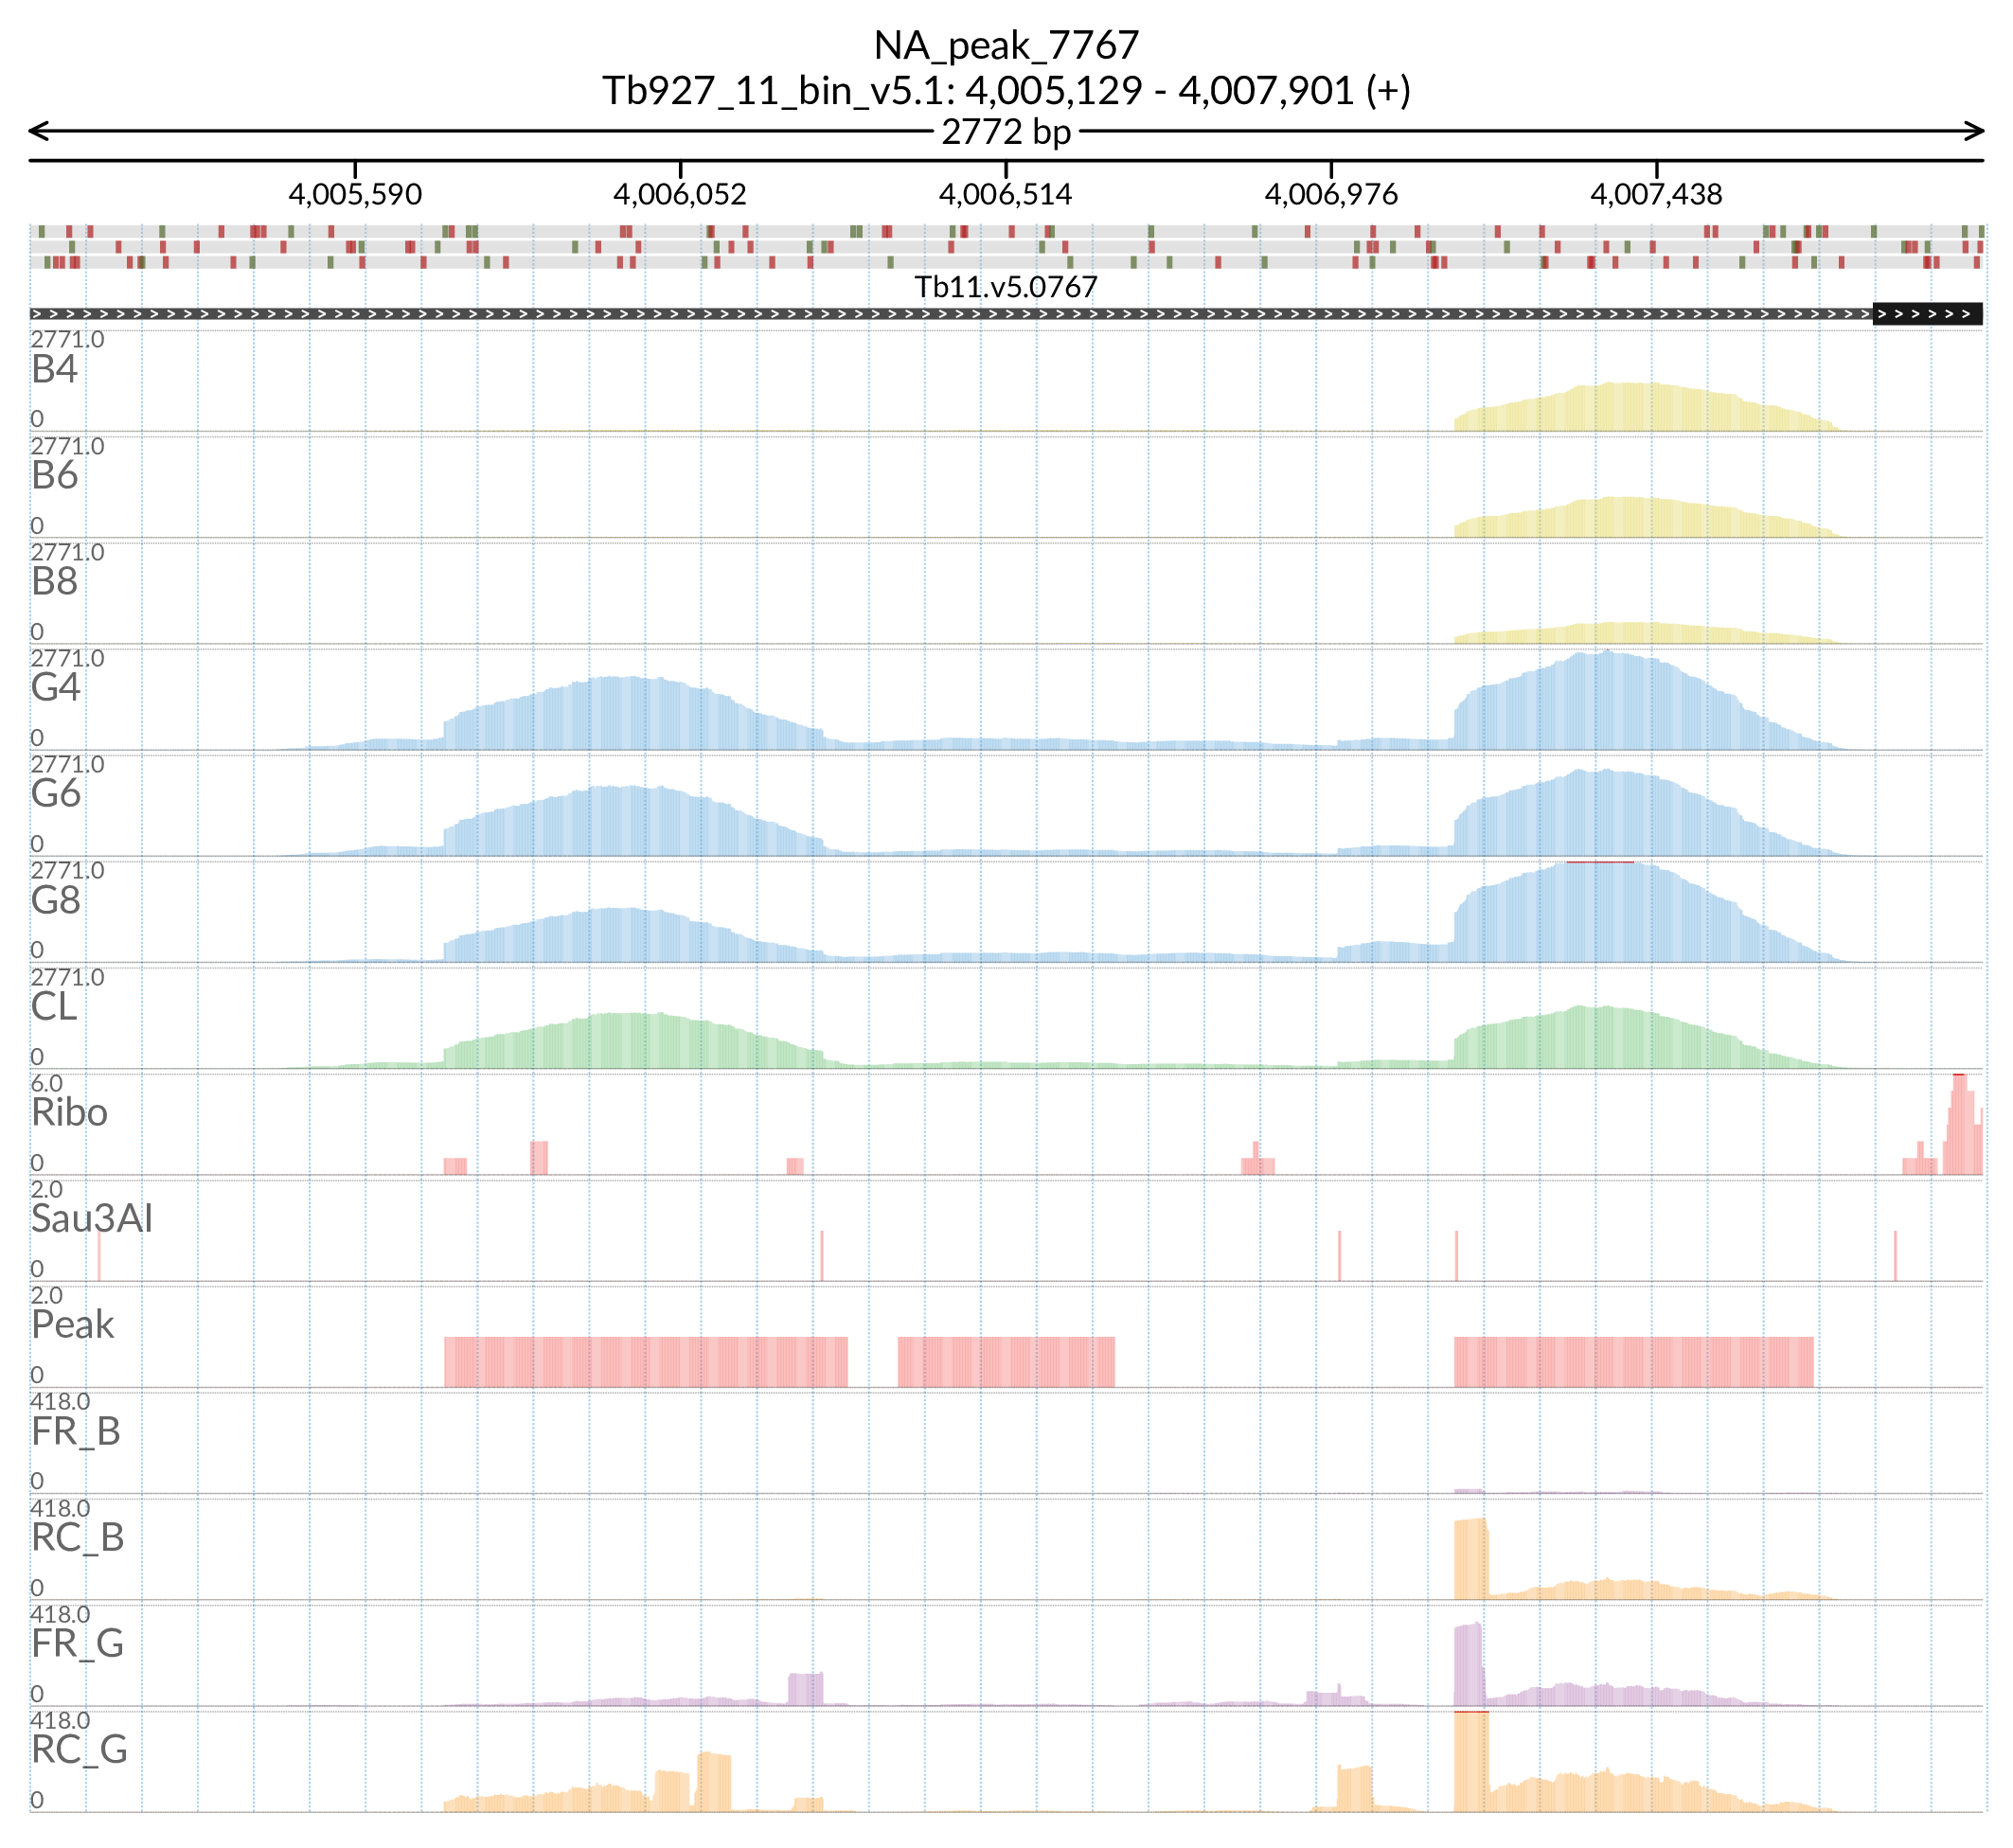 NA_peak_7767
Tb927_11_bin_v5.1: 4,005,129 - 4,007,901 (+)
2772 bp
4,005,590 4,006,052 4,006,514 4,006,976 4,007,438
Tb11.v5.0767
2771.0
B4
0
2771.0
B6
0
2771.0
B8
0
2771.0
G4
0
2771.0
G6
0
2771.0
G8
0
2771.0
CL
0
6.0
Ribo
0
2.0
Sau3AI
0
2.0
Peak
0
418.0
FR_B
0
418.0
RC_B
0
418.0
FR_G
0
418.0
RC_G
0